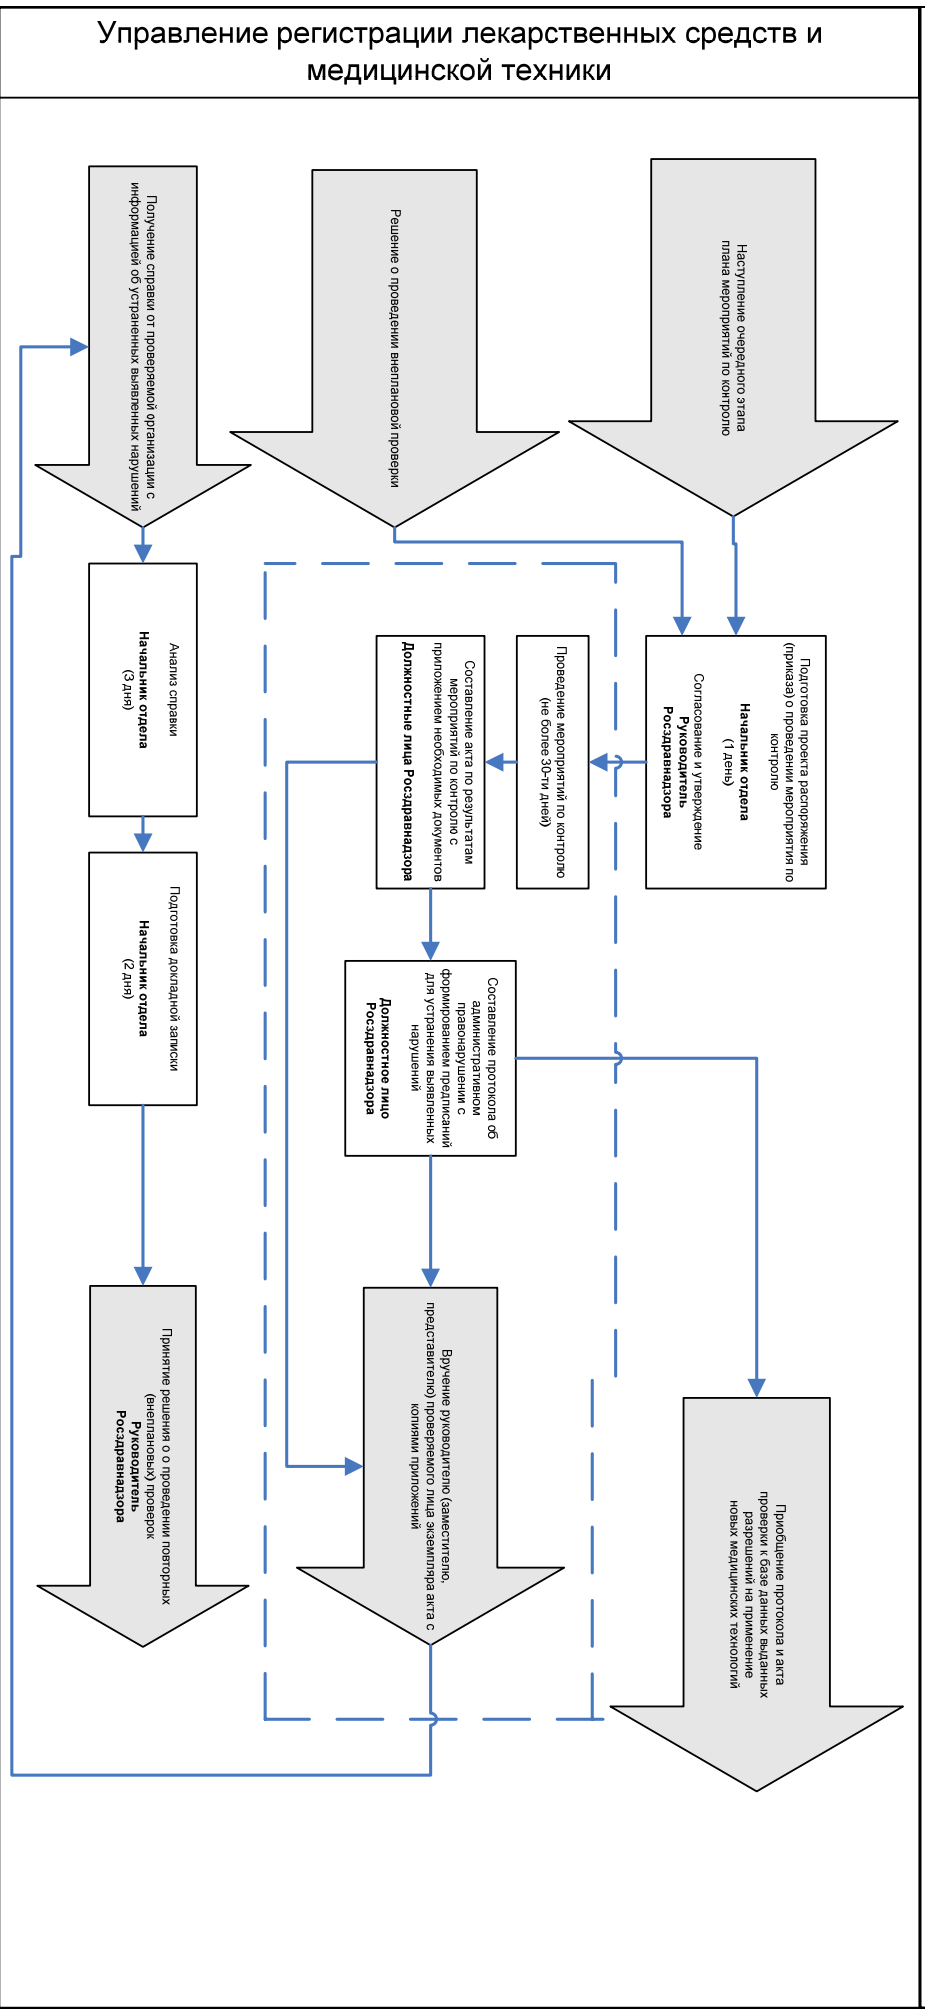 Управление регистрации лекарственных средств и
медицинской техники
Наступление очередного этапа
плана мероприятий по контролю
Решение о проведении внеплановой проверки
Получение справки от проверяемой организации с
информацией об устраненных выявленных нарушений
Подготовка проекта распоряжения
(приказа) о проведении мероприятия по
контролю
Начальник отдела
(1 день)
Согласование и утверждение
Руководитель
Росздравнадзора
Проведение мероприятий по контролю
(не более 30-ти дней)
Составление акта по результатам
мероприятий по контролю с
приложением необходимых документов
Должностные лица Росздравнадзора
Анализ справки
Начальник отдела
(3 дня)
Составление протокола об
административном
правонарушении с
формированием предписаний
для устранения выявленных
нарушений
Должностное лицо
Росздравнадзора
Подготовка докладной записки
Начальник отдела
(2 дня)
Приобщение протокола и акта
проверки к базе данных выданных
разрешений на применение
новых медицинских технологий
Вручение руководителю (заместителю,
представителю) проверяемого лица экземпляра акта с
копиями приложений
Принятие решения о о проведении повторных
(внеплановых) проверок
Руководитель
Росздравнадзора